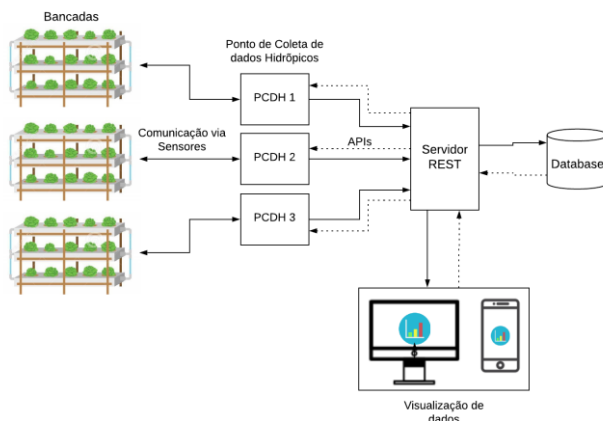 Bancadas
Ponto de Coleta de
dados Hidrôpicos
PCDH 1
Comunicação via
Sensores
PCDH 2
APIs
Servidor
REST
Database
PCDH 3
Visualização de
dados